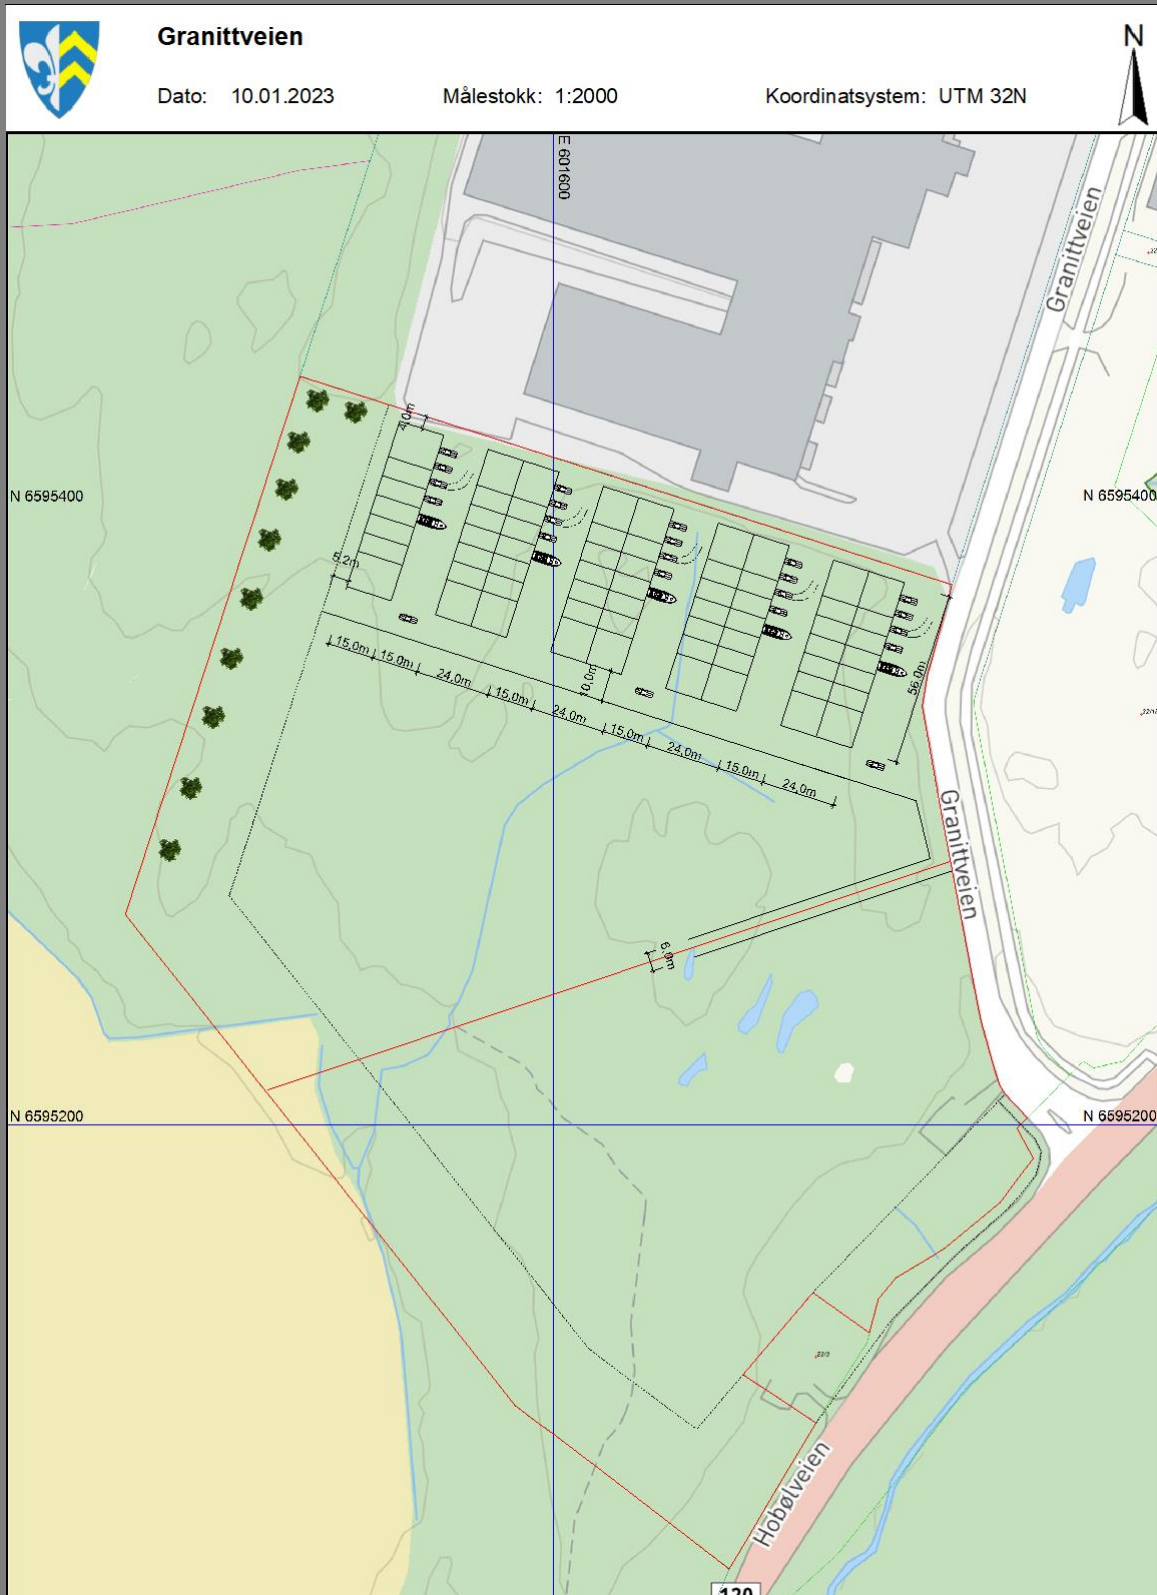 Granittveien
N
Dato: 10.01.2023 Målestokk: 1:2000 Koordinatsystem: UTM 32N
E 601600
Granittveien
4,0m
N 6595400
N 6595400
5,2m
15,0m
15,0m
24,0m
15,0m
24,0m
10,0m
15,0m
24,0m
15,0m
24,0m
56,0m
Granittveien
6,0m
N 6595200
N 6595200
22/3
Hobølveien
120